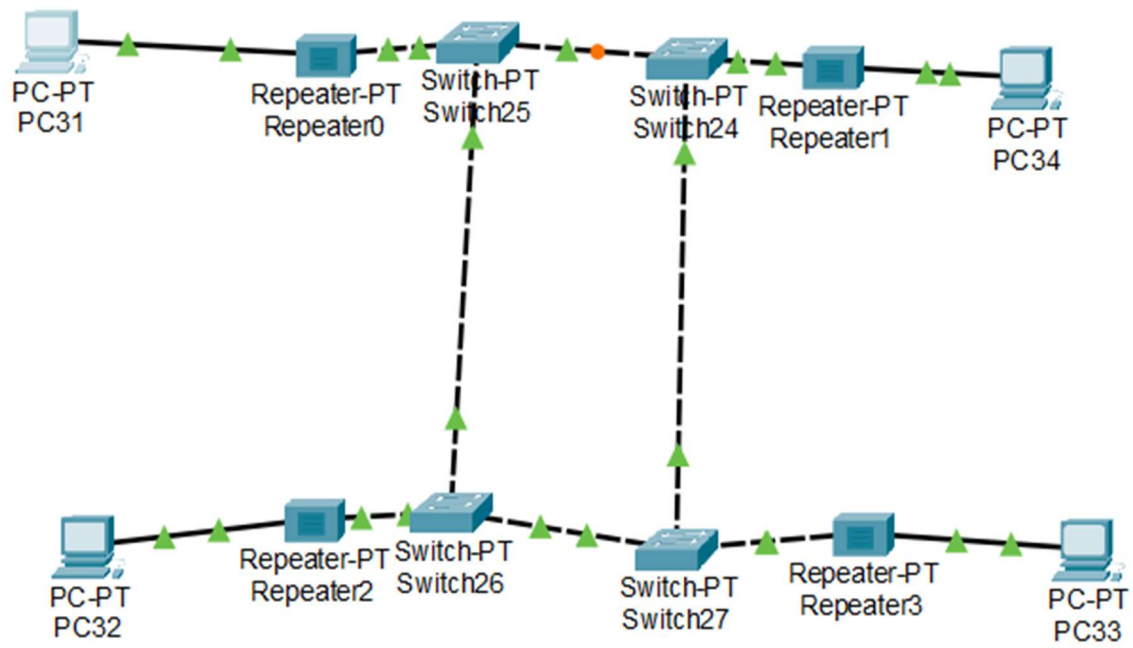 PC-PT
PC31
Repeater-PT
Repeater0
Switch-PT
Switch25
Switch-PT
Switch24
Repeater-PT
Repeater1
PC-PT
PC34
PC-PT
PC32
Repeater-PT
Repeater2
Switch-PT
Switch26
Switch-PT
Switch27
Repeater-PT
Repeater3
PC-PT
PC33